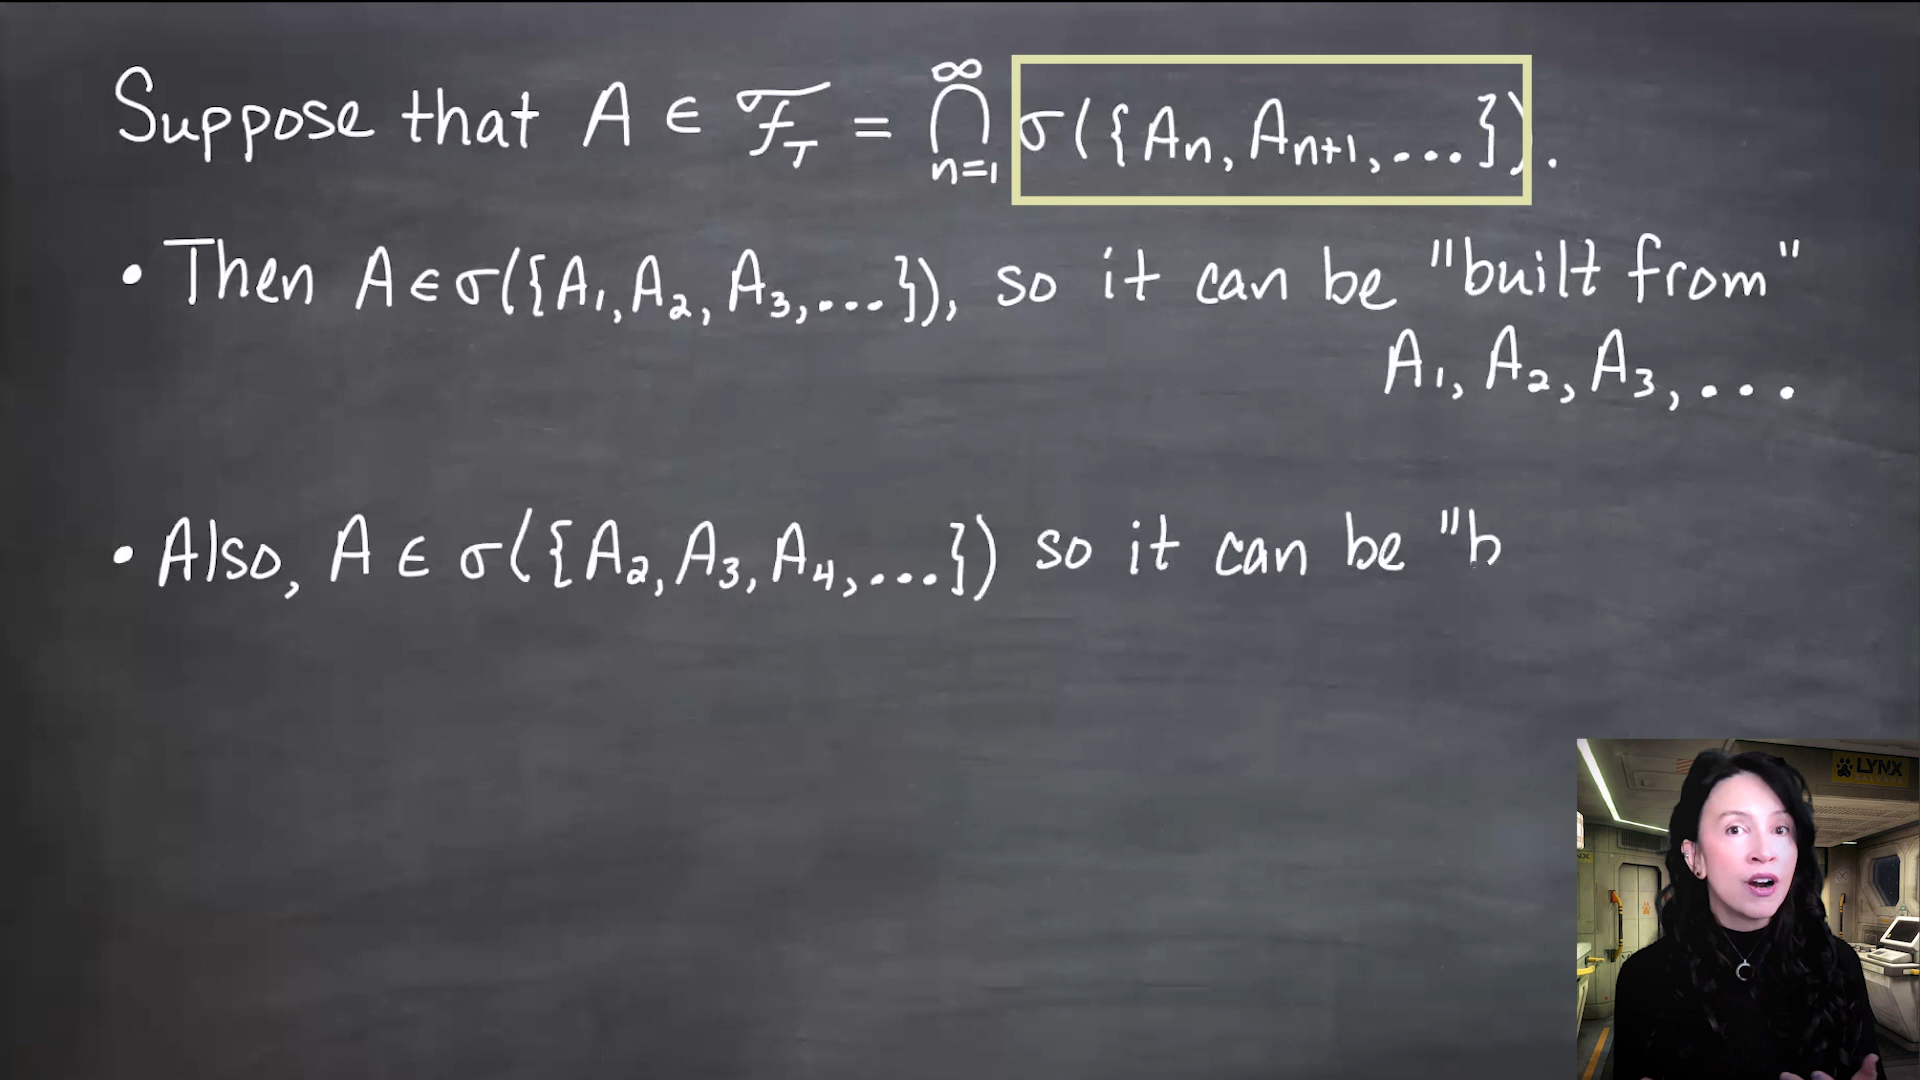 Suppose that A ∈ ℱ_T = ⋂_{n=1}^{∞} σ({A_n, A_{n+1}, ...}).
• Then A ∈ σ({A_1, A_2, A_3, ...}), so it can be "built from"
A_1, A_2, A_3, ...
• Also, A ∈ σ({A_2, A_3, A_4, ...}) so it can be "b
LYNX